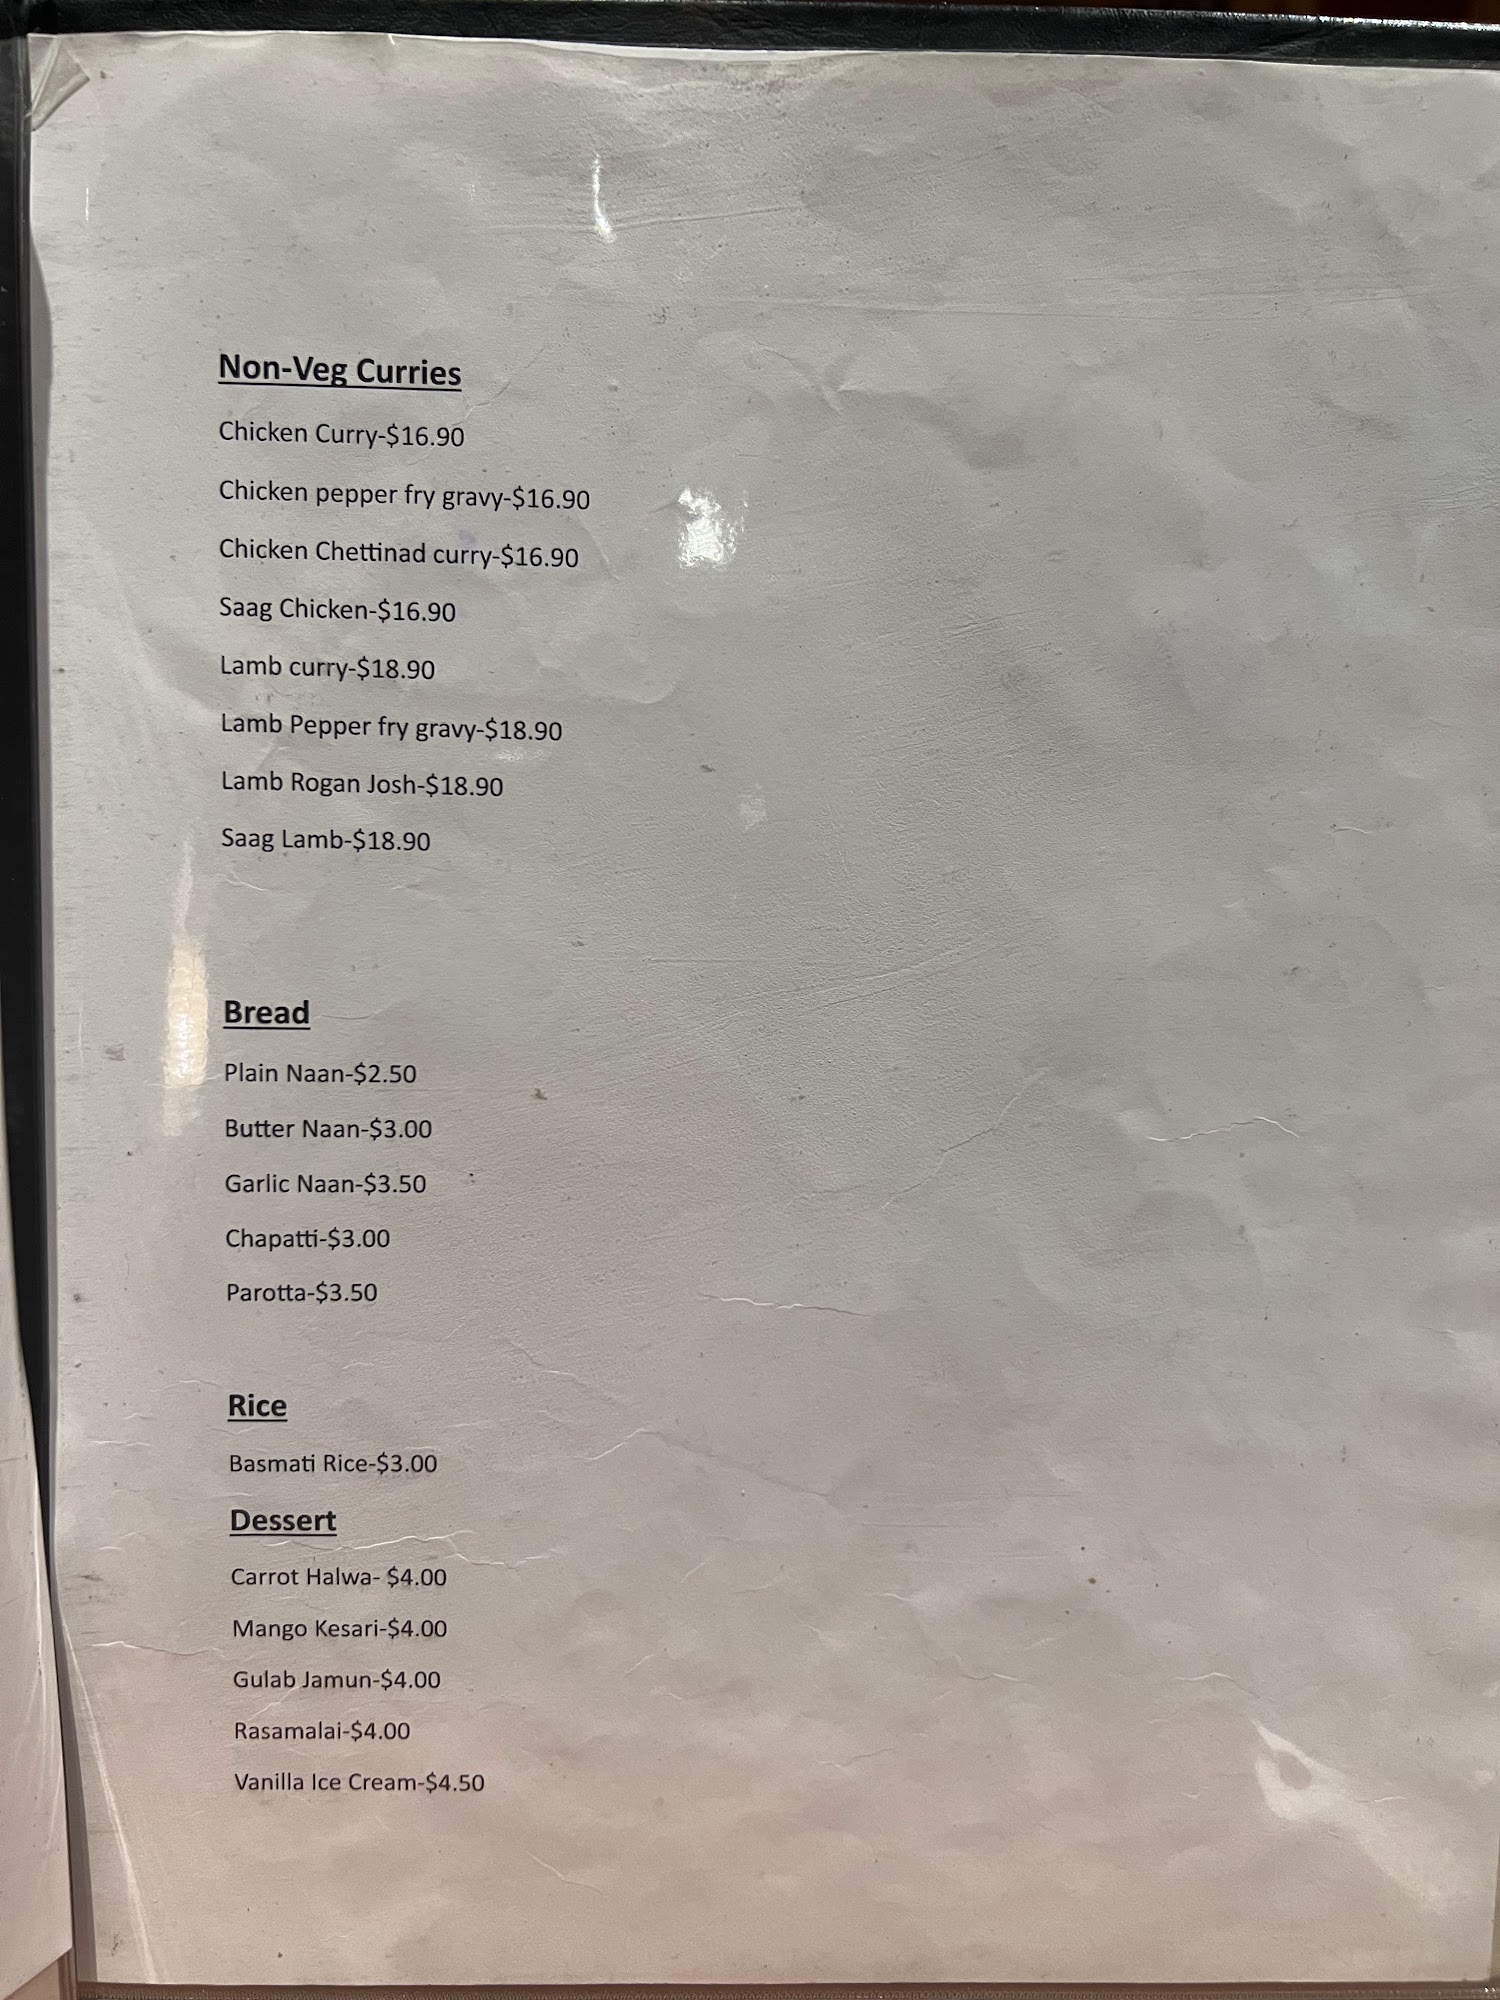 Non-Veg Curries
Chicken Curry-$16.90
Chicken pepper fry gravy-$16.90
Chicken Chettinad curry-$16.90
Saag Chicken-$16.90
Lamb curry-$18.90
Lamb Pepper fry gravy-$18.90
Lamb Rogan Josh-$18.90
Saag Lamb-$18.90
Bread
Plain Naan-$2.50
Butter Naan-$3.00
Garlic Naan-$3.50
Chapatti-$3.00
Parotta-$3.50
Rice
Basmati Rice-$3.00
Dessert
Carrot Halwa- $4.00
Mango Kesari-$4.00
Gulab Jamun-$4.00
Rasamalai-$4.00
Vanilla Ice Cream-$4.50